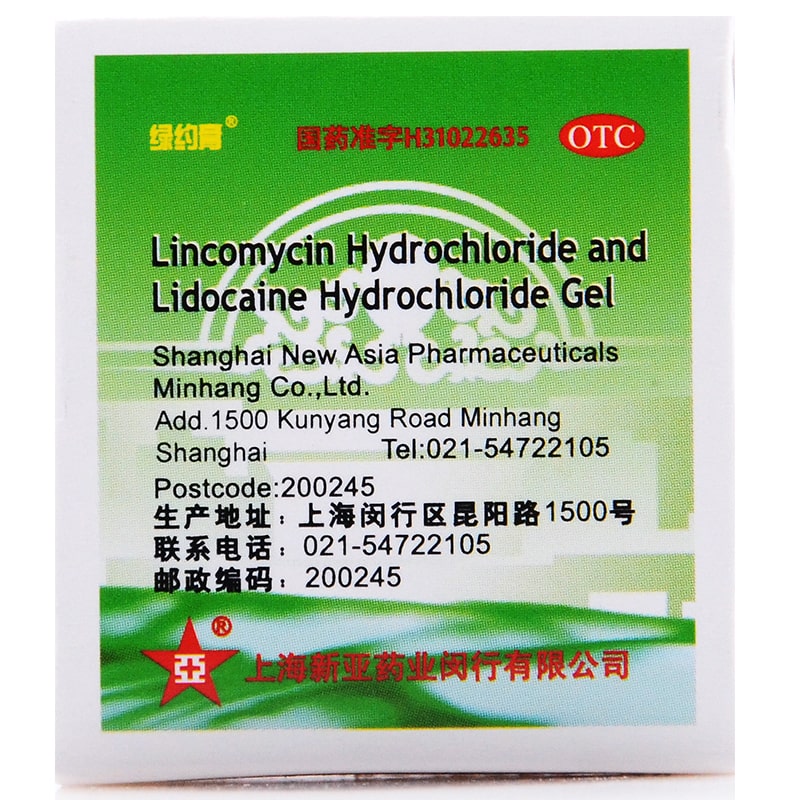 绿约膏® 国药准字H31022635 OTC
Lincomycin Hydrochloride and
Lidocaine Hydrochloride Gel
Shanghai New Asia Pharmaceuticals
Minhang Co.,Ltd.
Add.1500 Kunyang Road Minhang
Shanghai Tel:021-54722105
Postcode:200245
生产地址：上海闵行区昆阳路1500号
联系电话：021-54722105
邮政编码：200245
亞® 上海新亚药业闵行有限公司